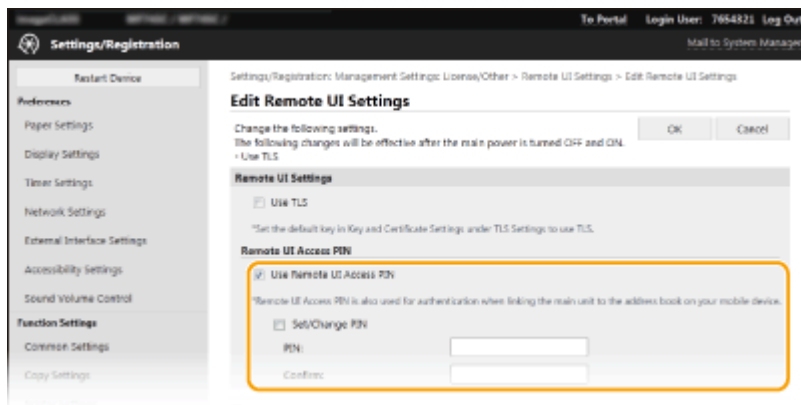 To Portal Login User: 7654321 Log Out
Settings/Registration
Mail to System Manager
Restart Device
Settings/Registration: Management Settings: License/Other > Remote UI Settings > Edit Remote UI Settings
Preferences
Edit Remote UI Settings
Paper Settings
Change the following settings.
OK
Cancel
The following changes will be effective after the main power is turned OFF and ON.
- Use TLS
Display Settings
Timer Settings
Remote UI Settings
Use TLS
Network Settings
*Set the default key in Key and Certificate Settings under TLS Settings to use TLS.
External Interface Settings
Remote UI Access PIN
Accessibility Settings
Use Remote UI Access PIN
Sound Volume Control
*Remote UI Access PIN is also used for authentication when linking the main unit to the address book on your mobile device.
Function Settings
Set/Change PIN
Common Settings
PIN:
Copy Settings
Confirm: